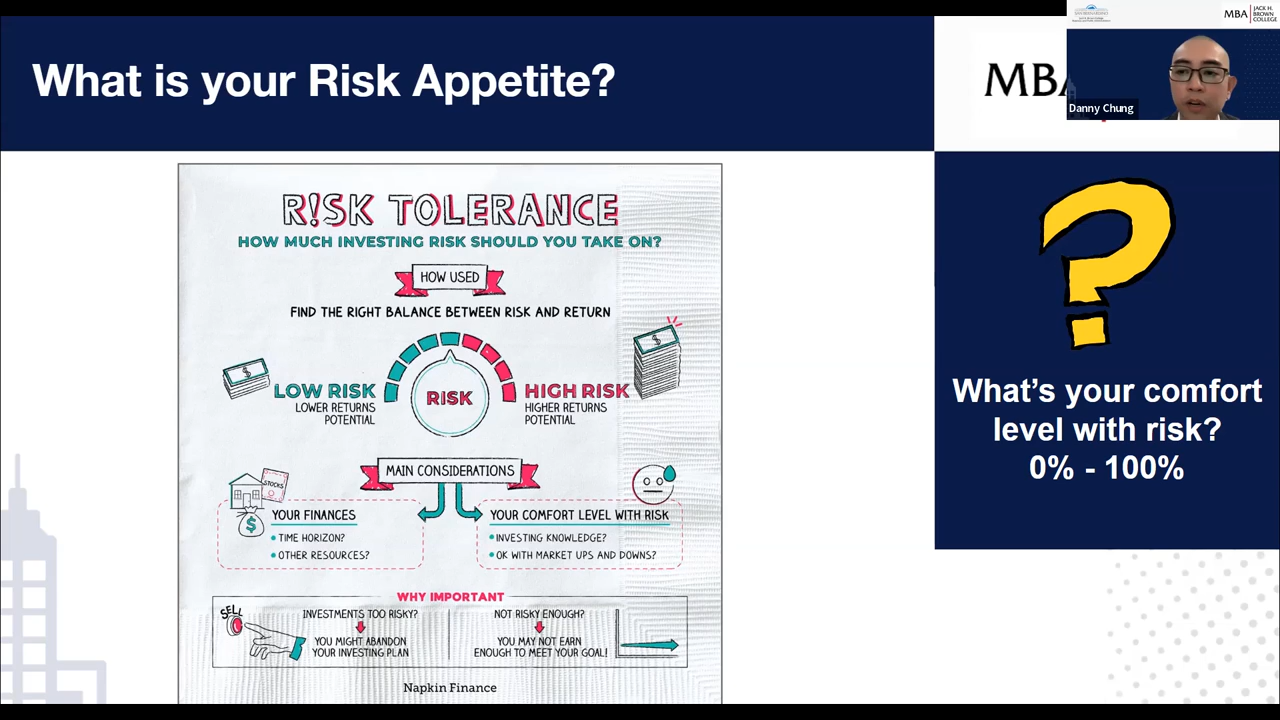 What is your Risk Appetite?
MBA
MBA
JACK H.
BROWN
COLLEGE
Danny Chung
R!SK TOLERANCE
HOW MUCH INVESTING RISK SHOULD YOU TAKE ON?
HOW USED
FIND THE RIGHT BALANCE BETWEEN RISK AND RETURN
$
$
LOW RISK
LOWER RETURNS
POTENTIAL
RISK
HIGH RISK
HIGHER RETURNS
POTENTIAL
MAIN CONSIDERATIONS
STOCKS
$
YOUR FINANCES
TIME HORIZON?
OTHER RESOURCES?
YOUR COMFORT LEVEL WITH RISK
INVESTING KNOWLEDGE?
OK WITH MARKET UPS AND DOWNS?
WHY IMPORTANT
SELL
INVESTMENTS TOO RISKY?
YOU MIGHT ABANDON
YOUR INVESTING PLAN
NOT RISKY ENOUGH?
YOU MAY NOT EARN
ENOUGH TO MEET YOUR GOAL!
Napkin Finance
?
What's your comfort
level with risk?
0% - 100%